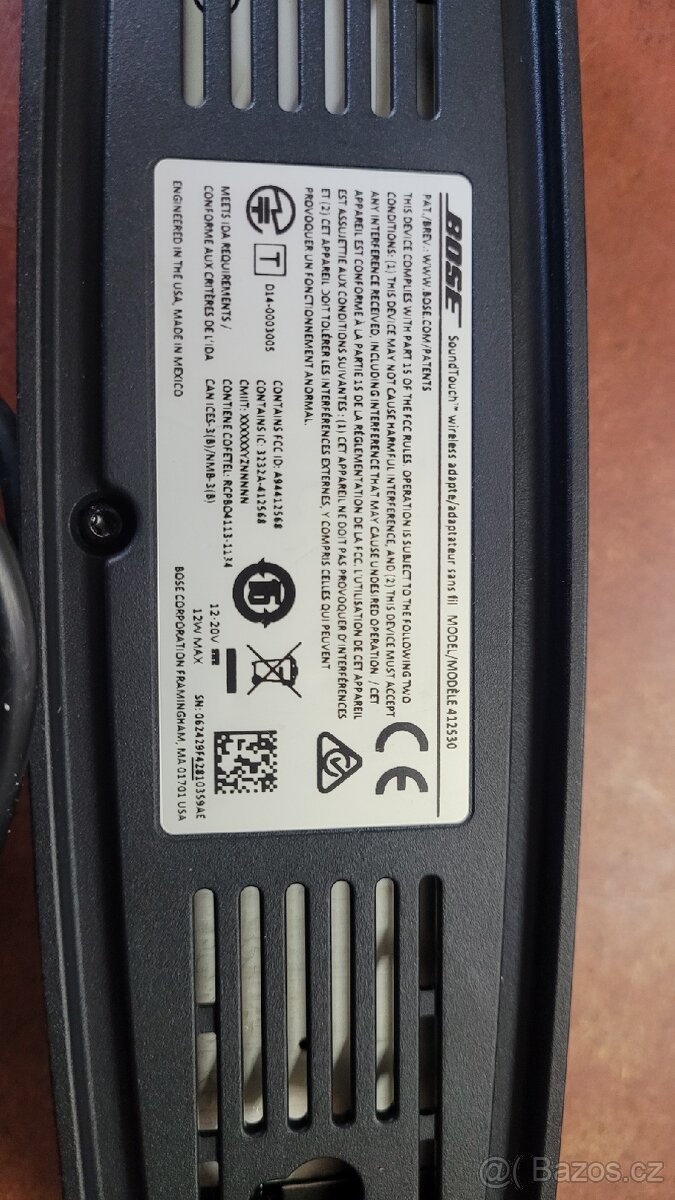 BOSE SoundTouch™ wireless adapte/adaptateur sans fil MODEL/MODÈLE 412530
PAT./BREV.: WWW.BOSE.COM/PATENTS
THIS DEVICE COMPLIES WITH PART 15 OF THE FCC RULES. OPERATION IS SUBJECT TO THE FOLLOWING TWO
CONDITIONS: (1) THIS DEVICE MAY NOT CAUSE HARMFUL INTERFERENCE, AND (2) THIS DEVICE MUST ACCEPT
ANY INTERFERENCE RECEIVED, INCLUDING INTERFERENCE THAT MAY CAUSE UNDESIRED OPERATION / CET
APPAREIL EST CONFORME À LA PARTIE 15 DE LA RÉGLEMENTATION DE LA FCC. L'UTILISATION DE CET APPAREIL
EST ASSUJETTIE AUX CONDITIONS SUIVANTES : (1) CET APPAREIL NE DOIT PAS PROVOQUER D'INTERFÉRENCES
ET (2) CET APPAREIL DOIT TOLÉRER LES INTERFÉRENCES EXTERNES, Y COMPRIS CELLES QUI PEUVENT
PROVOQUER UN FONCTIONNEMENT ANORMAL.
CE
T D14-0003005
MEETS IDA REQUIREMENTS /
CONFORME AUX CRITÈRES DE L'IDA
ENGINEERED IN THE USA, MADE IN MEXICO
CONTAINS FCC ID: A94412568
CONTAINS IC: 3232A-412568
CMIIT: XXXXXXYZNNNNN
CONTIENE COFETEL: RCPBO4113-1134
CAN ICES-3(B)/NMB-3(B)
12-20V
12W MAX
SN: 062429F42810359AE
BOSE CORPORATION FRAMINGHAM, MA 01701 USA
@( Bazos.cz